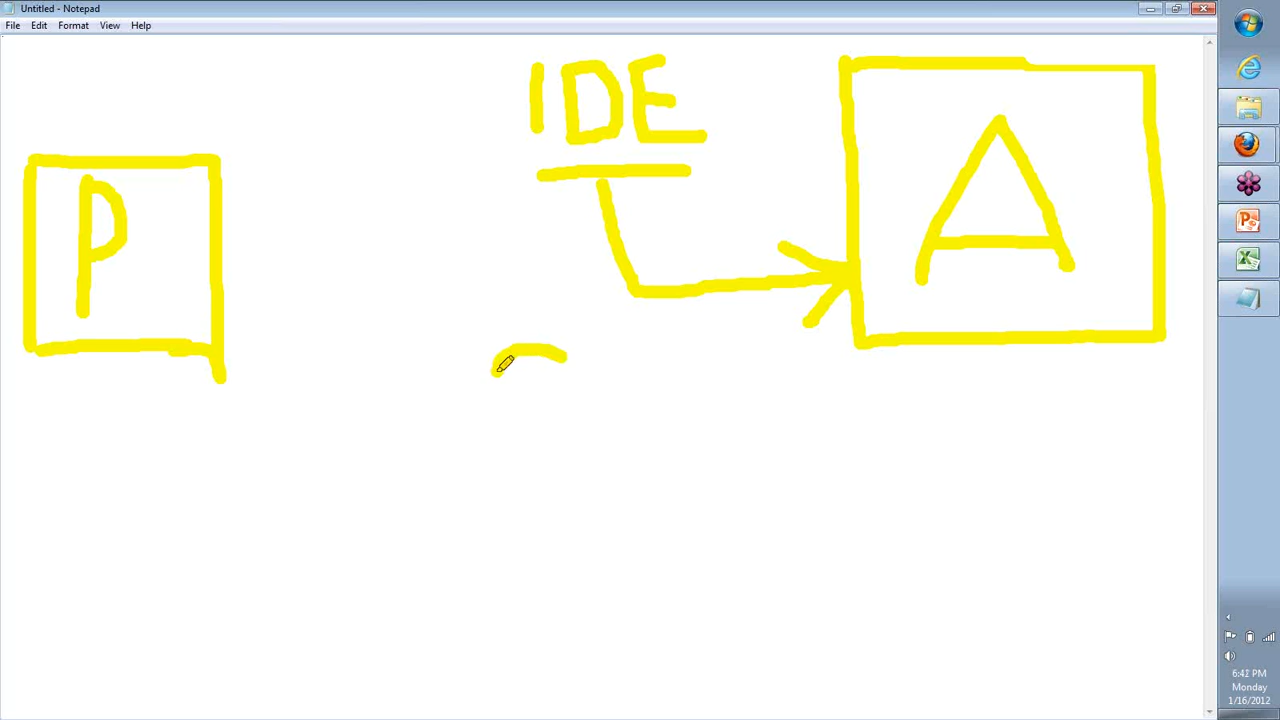 Untitled - Notepad
File Edit Format View Help
IDE
A
P
6:42 PM
Monday
1/16/2012